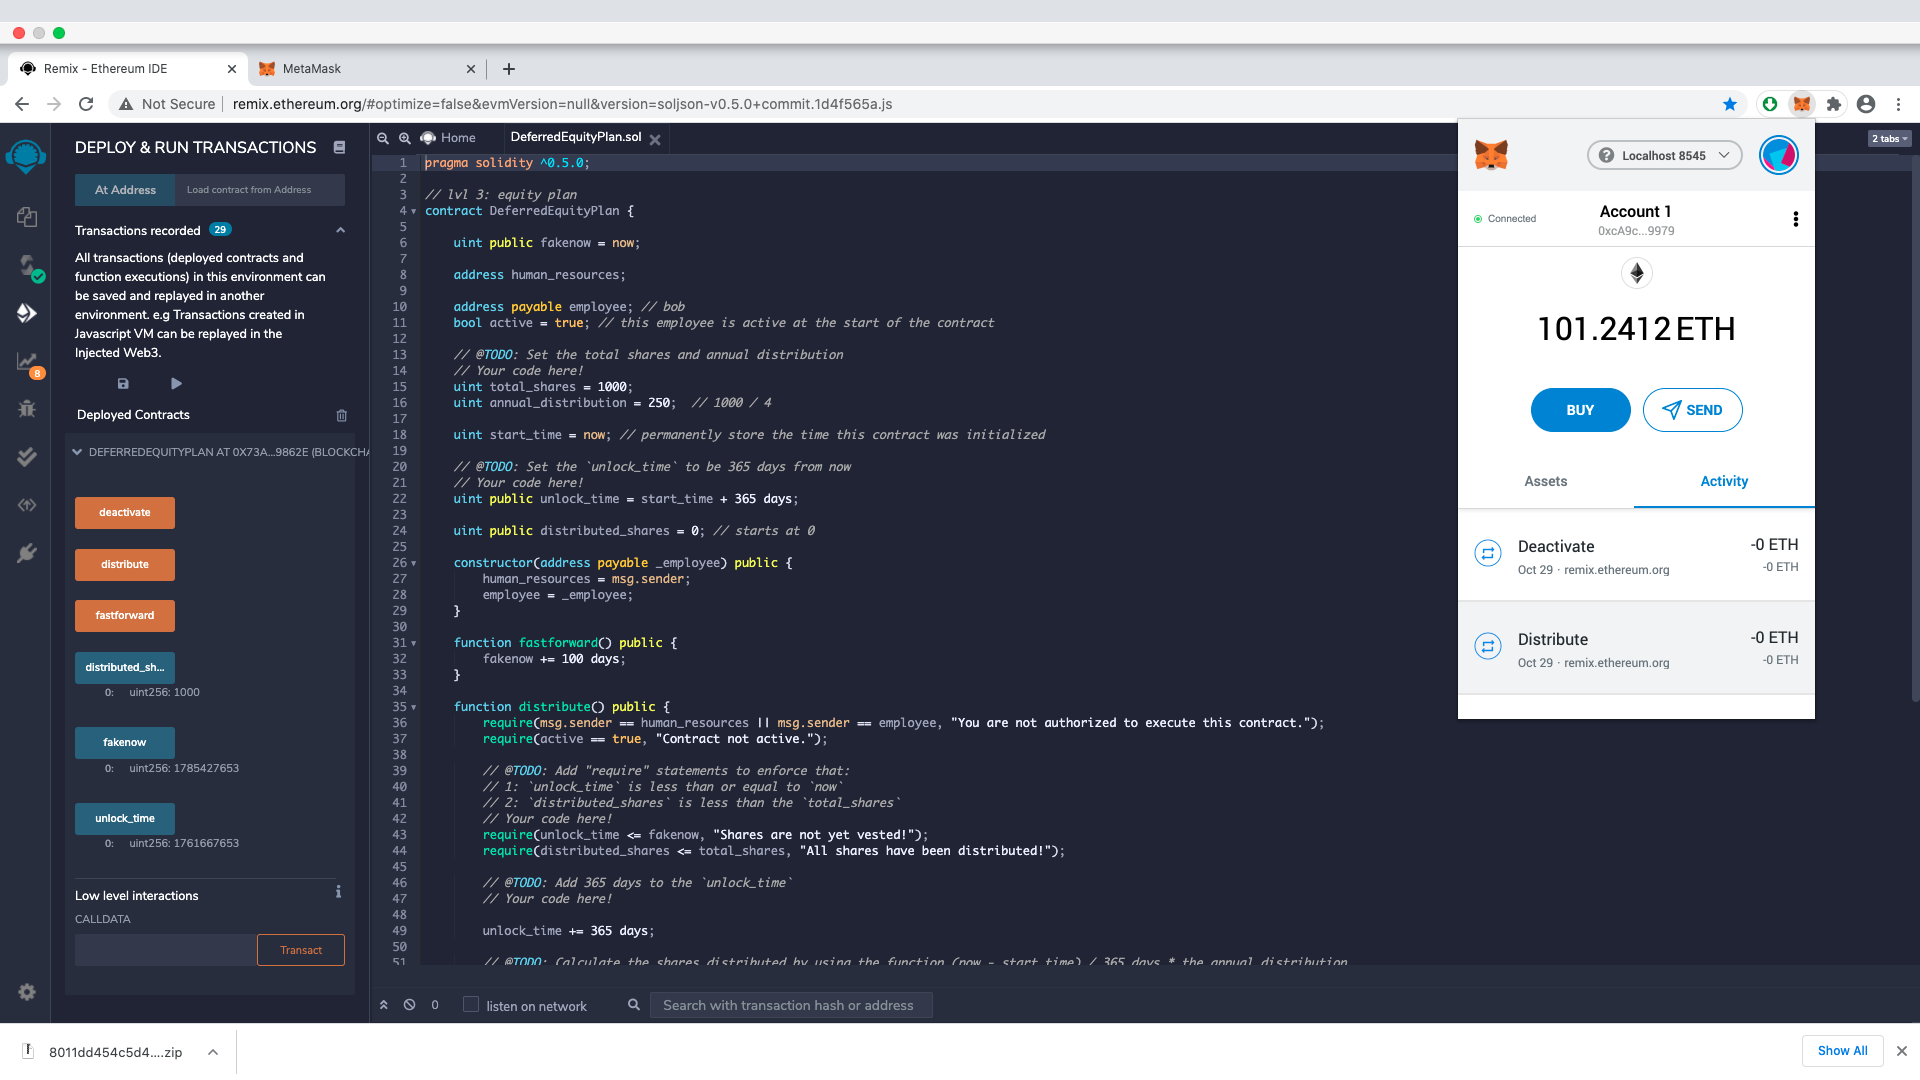 Remix - Ethereum IDE
MetaMask
Not Secure
remix.ethereum.org/#optimize=false&evmVersion=null&version=soljson-v0.5.0+commit.1d4f565a.js
DEPLOY & RUN TRANSACTIONS
At Address
Load contract from Address
Transactions recorded 29
All transactions (deployed contracts and
function executions) in this environment can
be saved and replayed in another
environment. e.g Transactions created in
Javascript VM can be replayed in the
Injected Web3.
8
Deployed Contracts
DEFERREDEQUITYPLAN AT 0X73A...9862E (BLOCKCHA
deactivate
distribute
fastforward
distributed_sh...
0: uint256: 1000
fakenow
0: uint256: 1785427653
unlock_time
0: uint256: 1761667653
Low level interactions
CALLDATA
Transact
Home
DeferredEquityPlan.sol
2 tabs
1 pragma solidity ^0.5.0;
2
3 // lvl 3: equity plan
4 contract DeferredEquityPlan {
5
6 uint public fakenow = now;
7
8 address human_resources;
9
10 address payable employee; // bob
11 bool active = true; // this employee is active at the start of the contract
12
13 // @TODO: Set the total shares and annual distribution
14 // Your code here!
15 uint total_shares = 1000;
16 uint annual_distribution = 250; // 1000 / 4
17
18 uint start_time = now; // permanently store the time this contract was initialized
19
20 // @TODO: Set the `unlock_time` to be 365 days from now
21 // Your code here!
22 uint public unlock_time = start_time + 365 days;
23
24 uint public distributed_shares = 0; // starts at 0
25
26 constructor(address payable _employee) public {
27 human_resources = msg.sender;
28 employee = _employee;
29 }
30
31 function fastforward() public {
32 fakenow += 100 days;
33 }
34
35 function distribute() public {
36 require(msg.sender == human_resources || msg.sender == employee, "You are not authorized to execute this contract.");
37 require(active == true, "Contract not active.");
38
39 // @TODO: Add "require" statements to enforce that:
40 // 1: `unlock_time` is less than or equal to `now`
41 // 2: `distributed_shares` is less than the `total_shares`
42 // Your code here!
43 require(unlock_time <= fakenow, "Shares are not yet vested!");
44 require(distributed_shares <= total_shares, "All shares have been distributed!");
45
46 // @TODO: Add 365 days to the `unlock_time`
47 // Your code here!
48
49 unlock_time += 365 days;
50
51 // @TODO: Calculate the shares distributed by using the function (now - start_time) / 365 days * the annual distribution
0
listen on network
Search with transaction hash or address
Localhost 8545
Connected
Account 1
0xcA9c...9979
101.2412 ETH
BUY
SEND
Assets
Activity
Deactivate
-0 ETH
Oct 29 · remix.ethereum.org
-0 ETH
Distribute
-0 ETH
Oct 29 · remix.ethereum.org
-0 ETH
8011dd454c5d4....zip
Show All